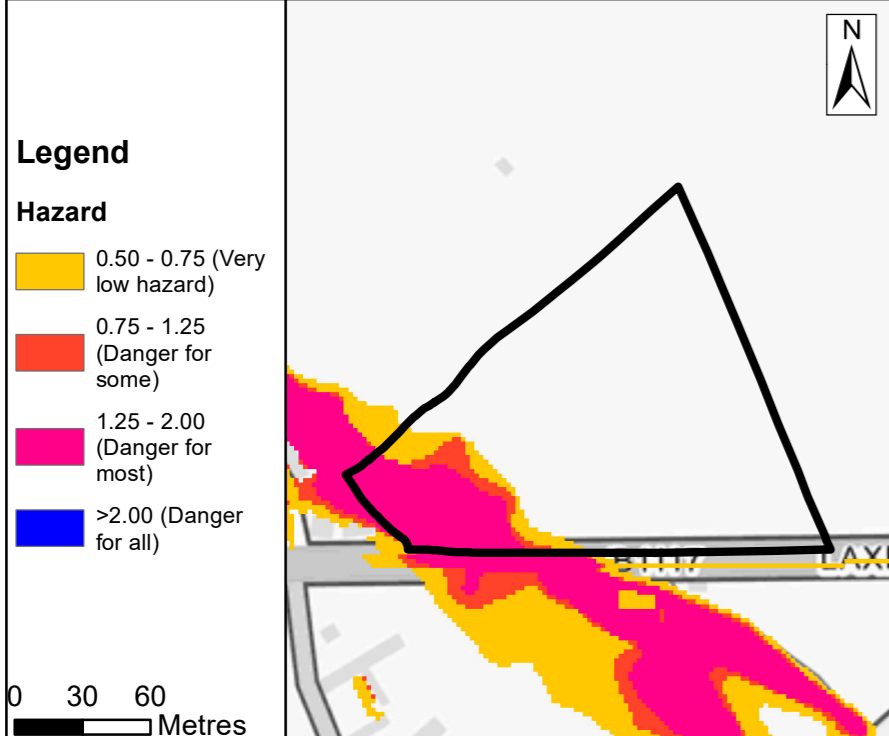 N
Legend
Hazard
0.50 - 0.75 (Very
low hazard)
0.75 - 1.25
(Danger for
some)
1.25 - 2.00
(Danger for
most)
>2.00 (Danger
for all)
B1117
0 30 60
Metres